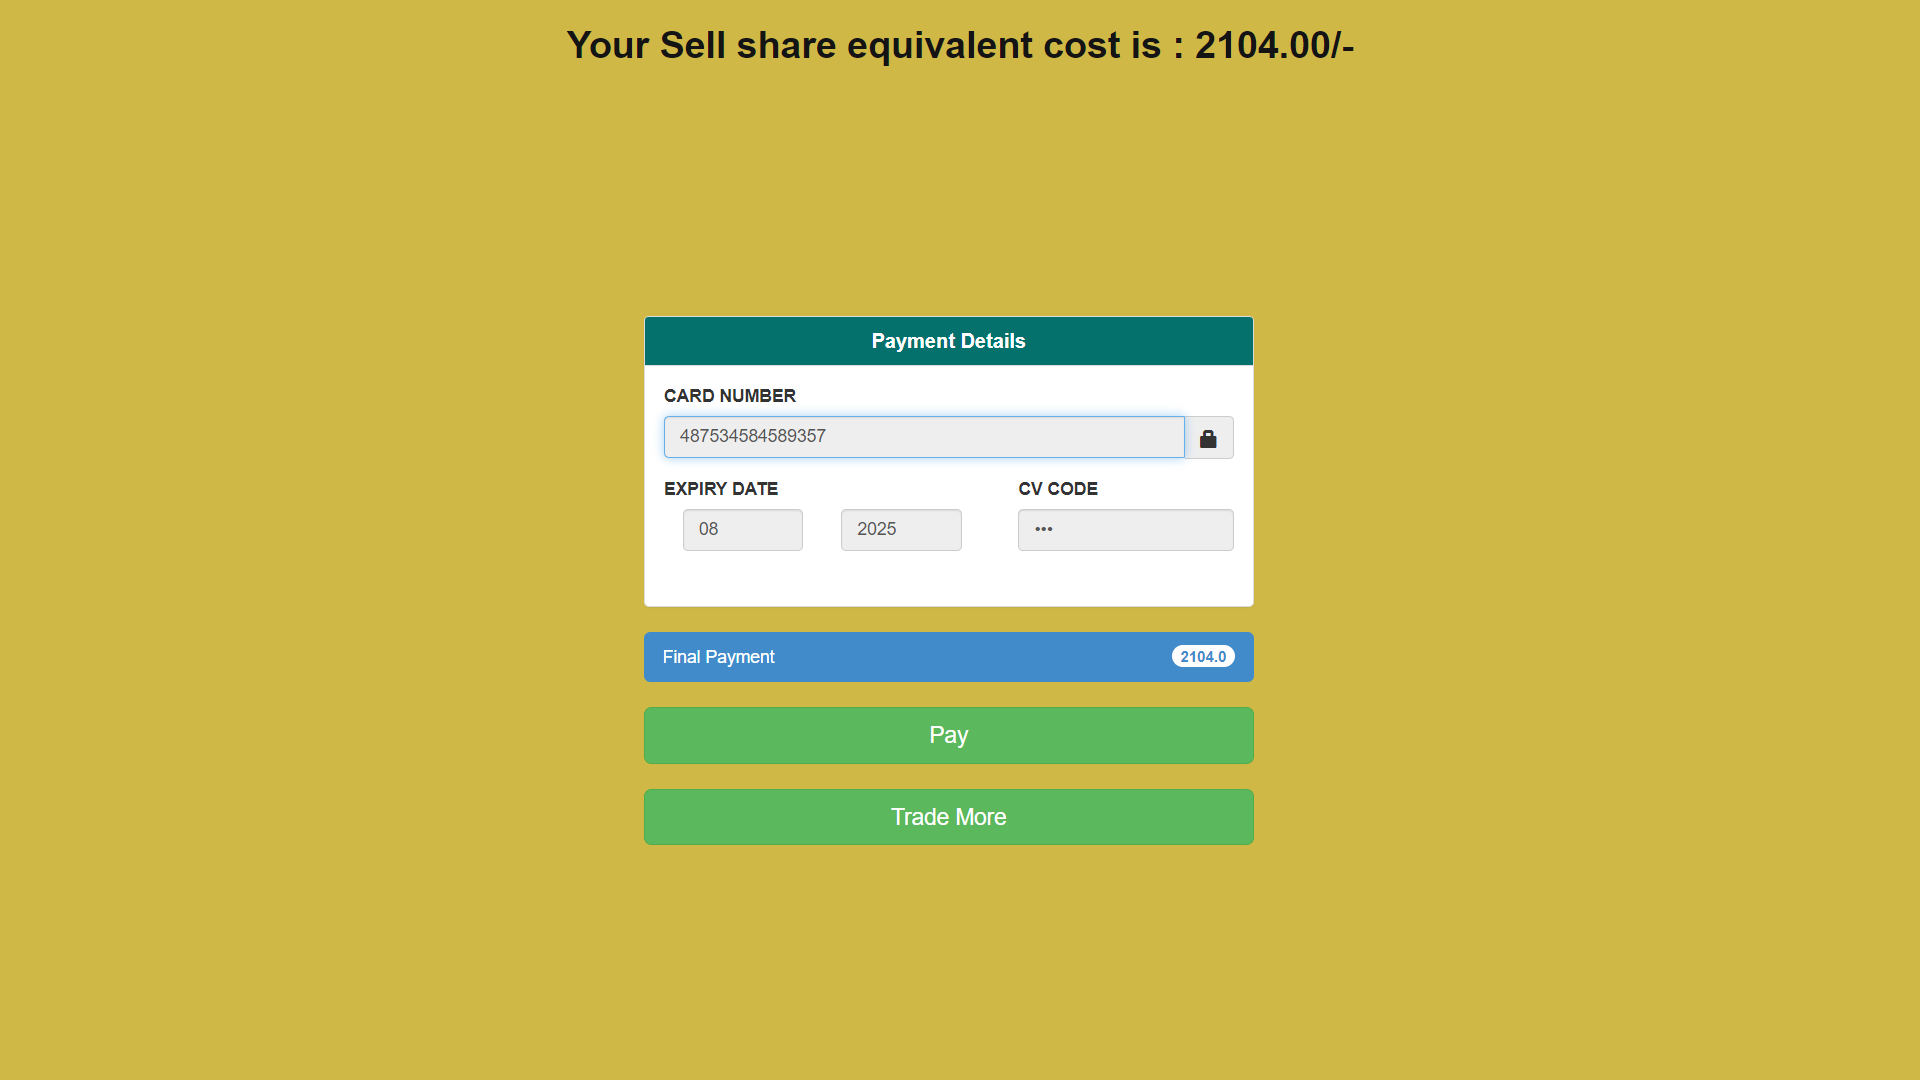 Your Sell share equivalent cost is : 2104.00/-
Payment Details
CARD NUMBER
487534584589357
EXPIRY DATE
CV CODE
08
2025
•••
Final Payment
2104.0
Pay
Trade More